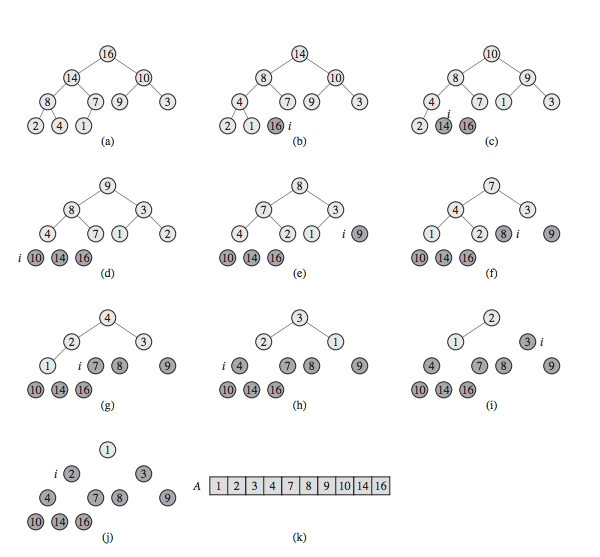 16 14 10
14 10 8 10 8 9
8 7 9 3 4 7 9 3 4 7 1 3
2 4 1 2 1 16 i 2 i 14 16
(a) (b) (c)
9 8 7
8 3 7 3 4 3
4 7 1 2 4 2 1 i 9 1 2 8 i 9
i 10 14 16 10 14 16 10 14 16
(d) (e) (f)
4 3 2
2 3 2 1 1 3 i
1 i 7 8 9 i 4 7 8 9 4 7 8 9
10 14 16 10 14 16 10 14 16
(g) (h) (i)
1
i 2 3
4 7 8 9 A 1 2 3 4 7 8 9 10 14 16
10 14 16
(j) (k)